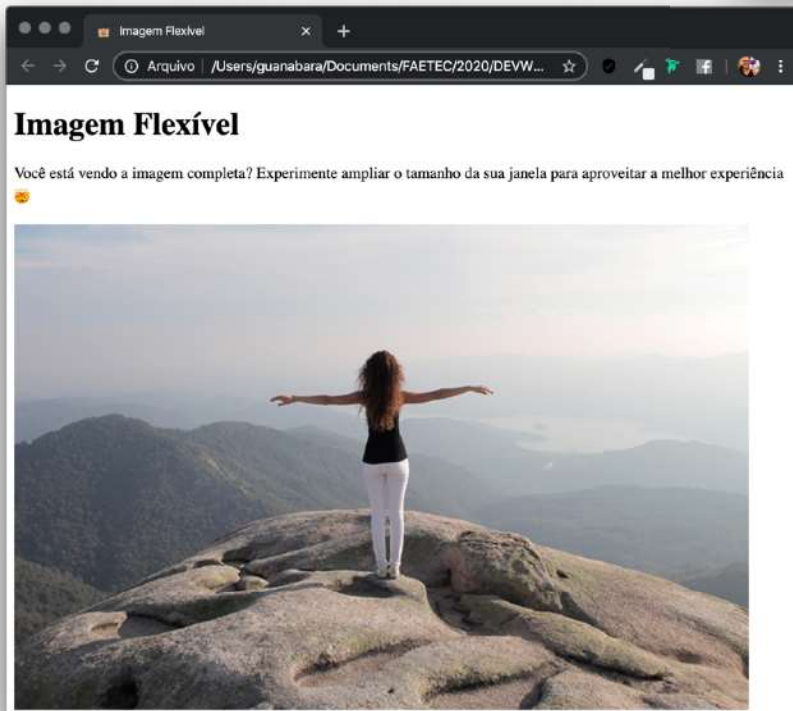 Imagem Flexível
Arquivo | /Users/guanabara/Documents/FAETEC/2020/DEVW...
Imagem Flexível
Você está vendo a imagem completa? Experimente ampliar o tamanho da sua janela para aproveitar a melhor experiência
🤯